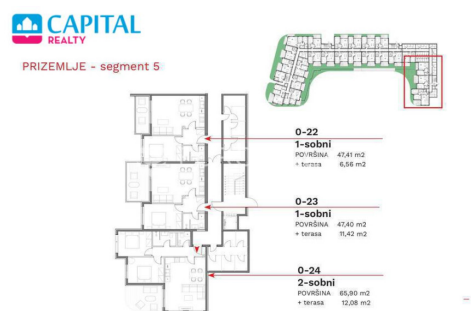 CAPITAL
REALTY
PRIZEMLJE - segment 5
0-22
1-sobni
POVRŠINA 47,41 m2
+ terasa 6,56 m2
0-23
1-sobni
POVRŠINA 47,40 m2
+ terasa 11,42 m2
0-24
2-sobni
POVRŠINA 65,90 m2
+ terasa 12,08 m2